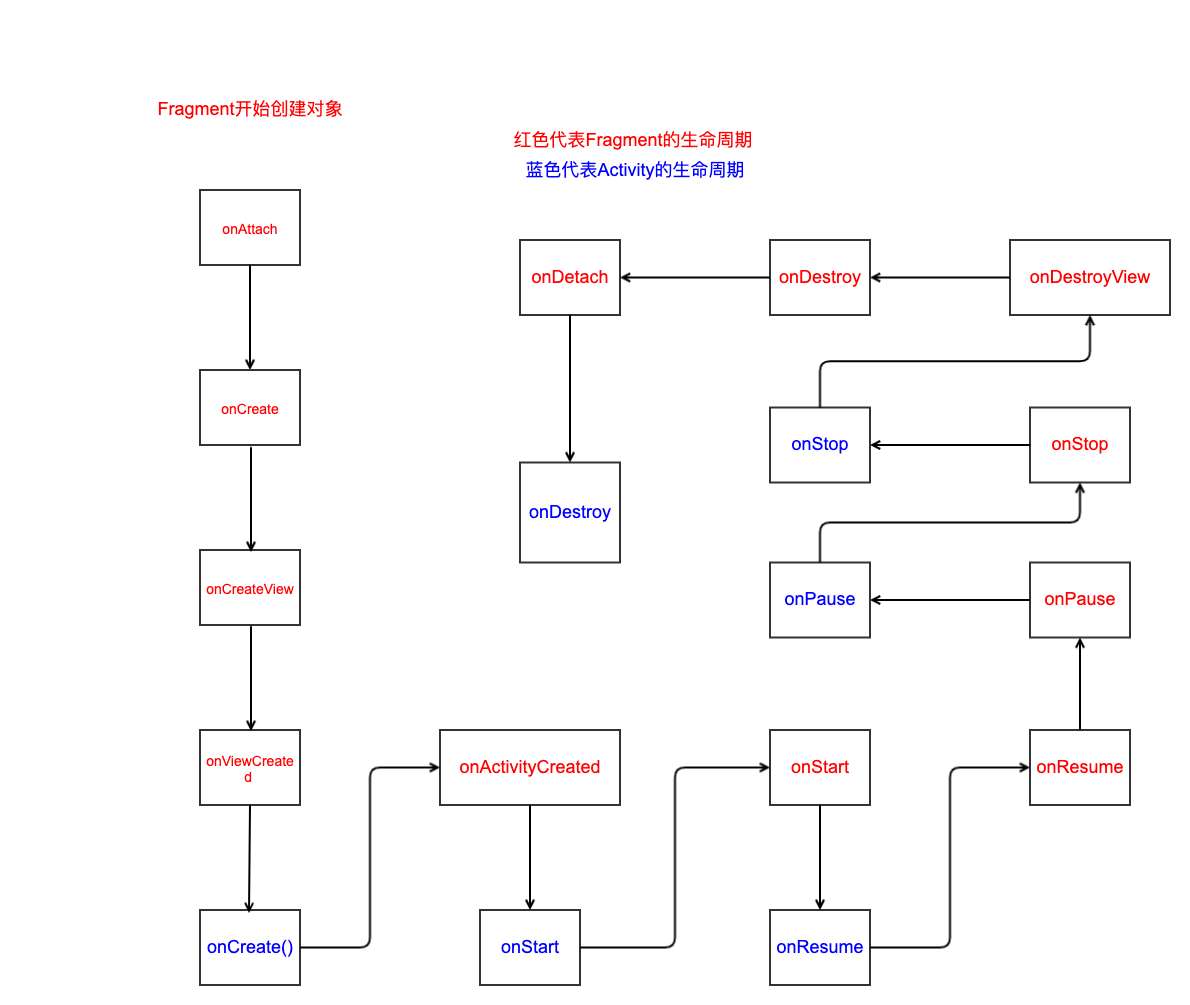 Fragment开始创建对象
红色代表Fragment的生命周期
蓝色代表Activity的生命周期
onAttach
onCreate
onCreateView
onViewCreate
d
onCreate()
onActivityCreated
onStart
onStart
onResume
onResume
onPause
onPause
onStop
onStop
onDestroyView
onDestroy
onDetach
onDestroy